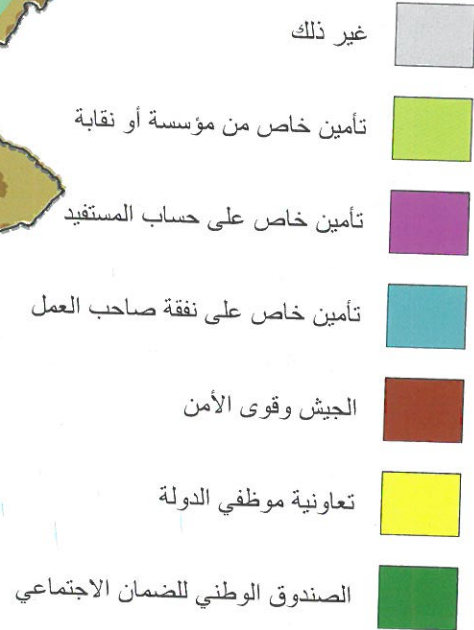 غير ذلك
تأمين خاص من مؤسسة أو نقابة
تأمين خاص على حساب المستفيد
تأمين خاص على نفقة صاحب العمل
الجيش وقوى الأمن
تعاونية موظفي الدولة
الصندوق الوطني للضمان الاجتماعي